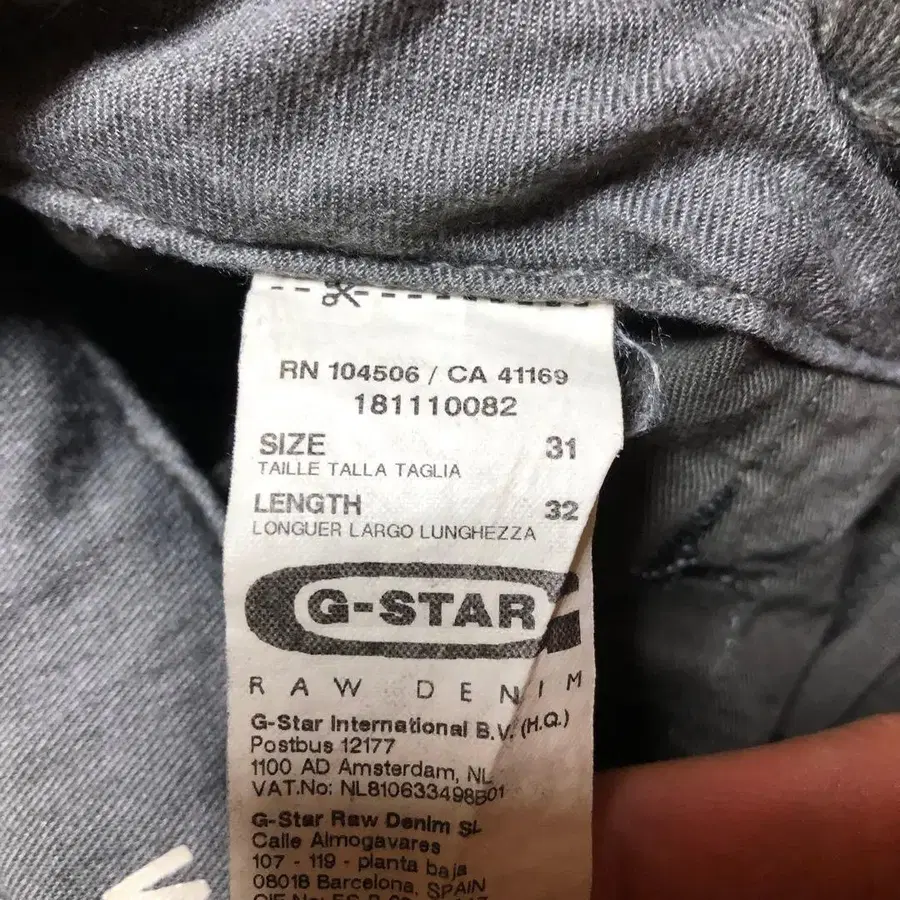 RN 104506 / CA 41169
181110082
SIZE 31
TAILLE TALLA TAGLIA
LENGTH 32
LONGUER LARGO LUNGHEZZA
G-STAR
RAW DENIM
G-Star International B.V. (H.Q.)
Postbus 12177
1100 AD Amsterdam, NL
VAT.No: NL810633498B01
G-Star Raw Denim SL
Calle Almogavares
107 - 119 - planta baja
08018 Barcelona, SPAIN